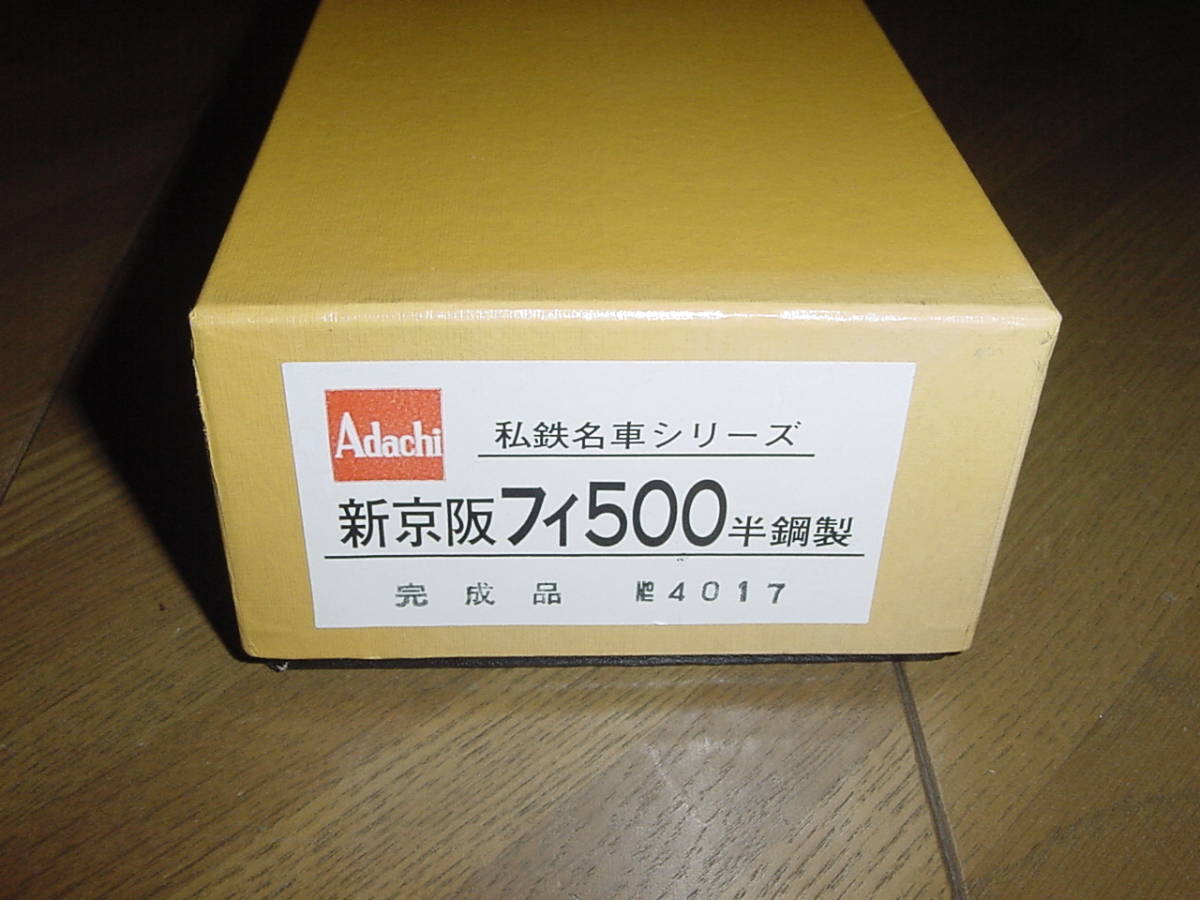 Adachi
私鉄名車シリーズ
新京阪フィ500半鋼製
完成品 №4017